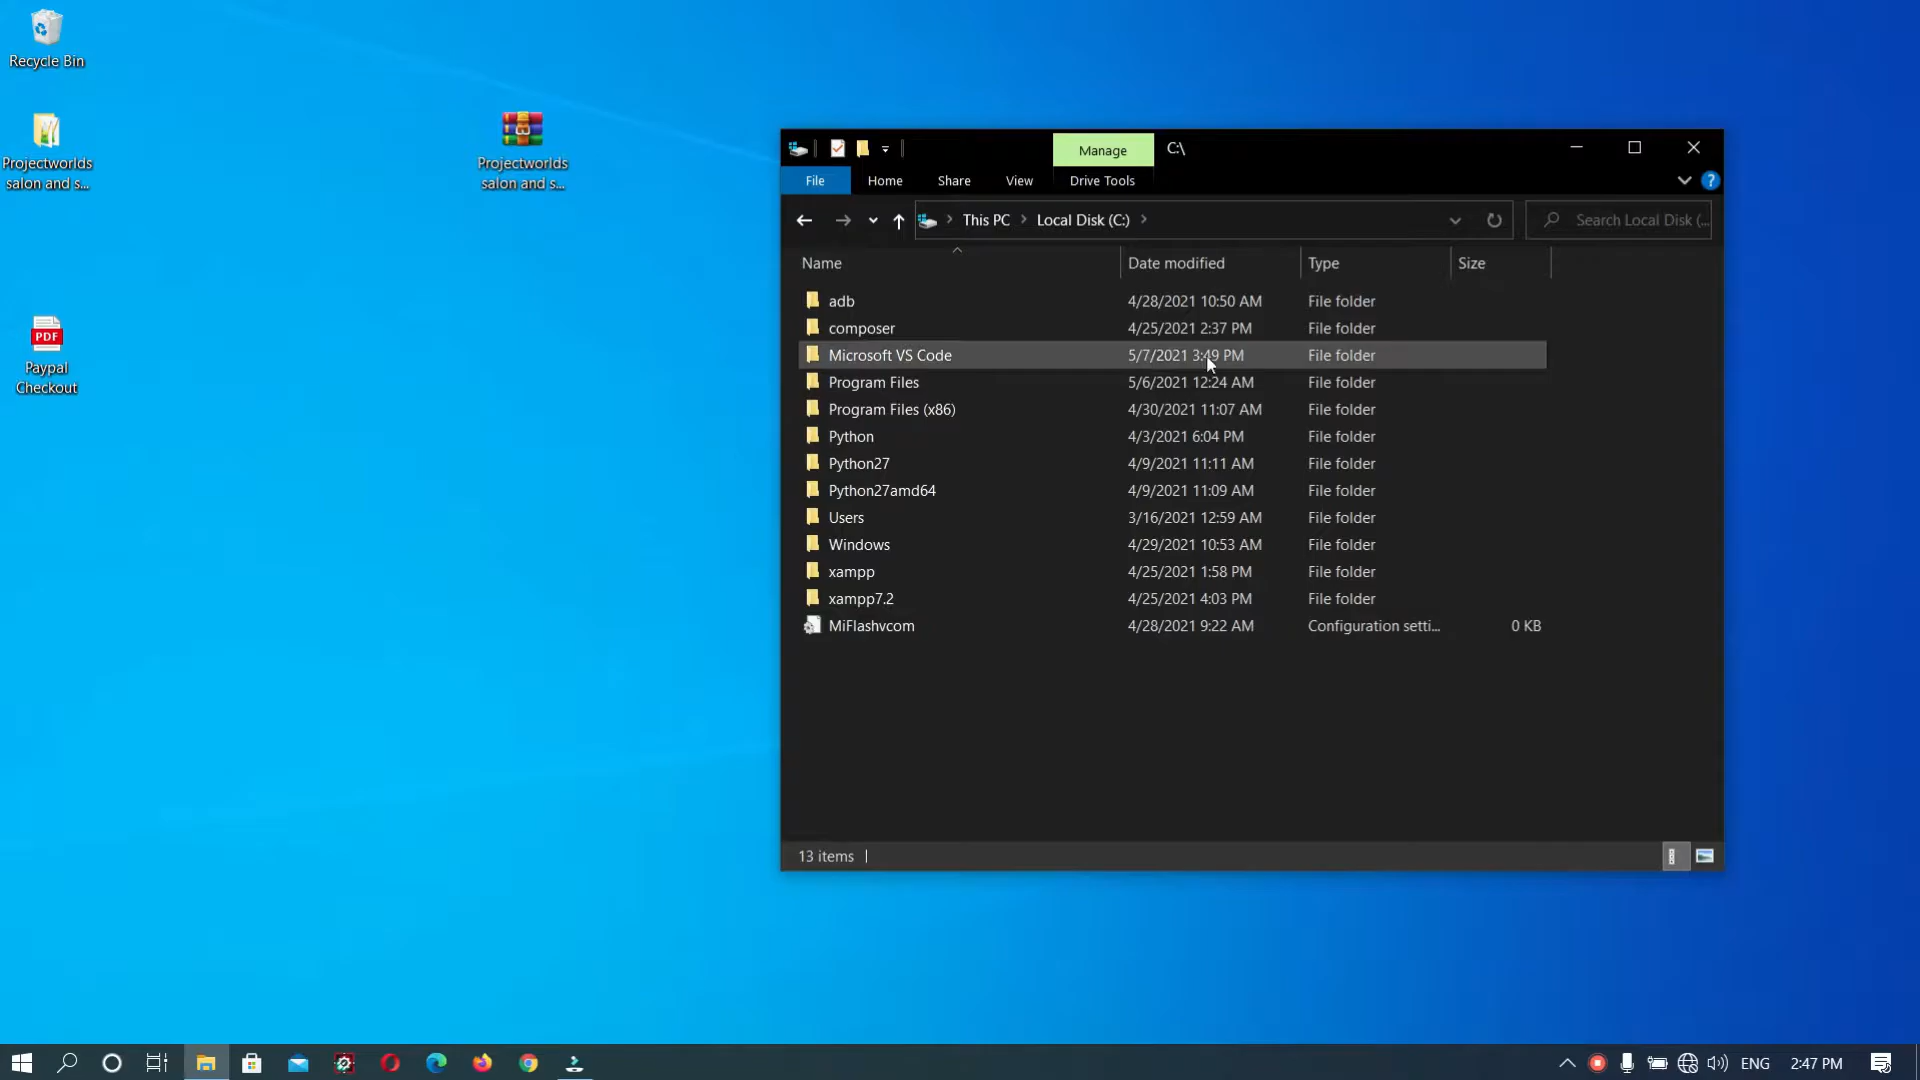 Recycle Bin
Projectworlds
salon and s...
Projectworlds
salon and s...
PDF
Paypal
Checkout
Manage
C:\
File
Home
Share
View
Drive Tools
?
This PC
Local Disk (C:)
Search Local Disk (...
Name
Date modified
Type
Size
adb 4/28/2021 10:50 AM File folder
composer 4/25/2021 2:37 PM File folder
Microsoft VS Code 5/7/2021 3:49 PM File folder
Program Files 5/6/2021 12:24 AM File folder
Program Files (x86) 4/30/2021 11:07 AM File folder
Python 4/3/2021 6:04 PM File folder
Python27 4/9/2021 11:11 AM File folder
Python27amd64 4/9/2021 11:09 AM File folder
Users 3/16/2021 12:59 AM File folder
Windows 4/29/2021 10:53 AM File folder
xampp 4/25/2021 1:58 PM File folder
xampp7.2 4/25/2021 4:03 PM File folder
MiFlashvcom 4/28/2021 9:22 AM Configuration setti... 0 KB
13 items
ENG
2:47 PM